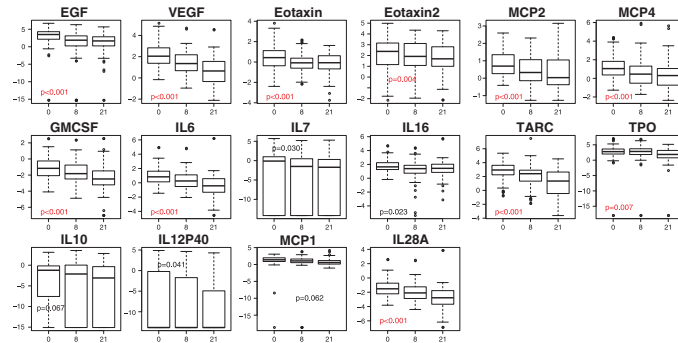 EGF VEGF Eotaxin Eotaxin2 MCP2 MCP4
5 0 −5 −10 −15 p<0.001 0 8 21
5 4 3 2 1 0 −1 −2 p<0.001 0 8 21
4 2 0 −2 p<0.001 0 8 21
4 2 0 −2 p=0.004 0 8 21
3 2 1 0 −1 p<0.001 0 8 21
6 4 2 0 −2 p<0.001 0 8 21
GMCSF IL6 IL7 IL16 TARC TPO
2 0 −2 −4 −6 p<0.001 0 8 21
6 4 2 0 −2 −4 p<0.001 0 8 21
5 0 −5 −10 p=0.030 0 8 21
4 2 0 −2 −4 p=0.023 0 8 21
6 4 2 0 −2 p<0.001 0 8 21
5 0 −5 −10 −15 p=0.007 0 8 21
IL10 IL12P40 MCP1 IL28A
0 −5 −10 −15 p=0.067 0 8 21
5 0 −5 −10 p=0.041 0 8 21
5 0 −5 −10 −15 p=0.062 0 8 21
4 2 0 −2 −4 −6 p<0.001 0 8 21